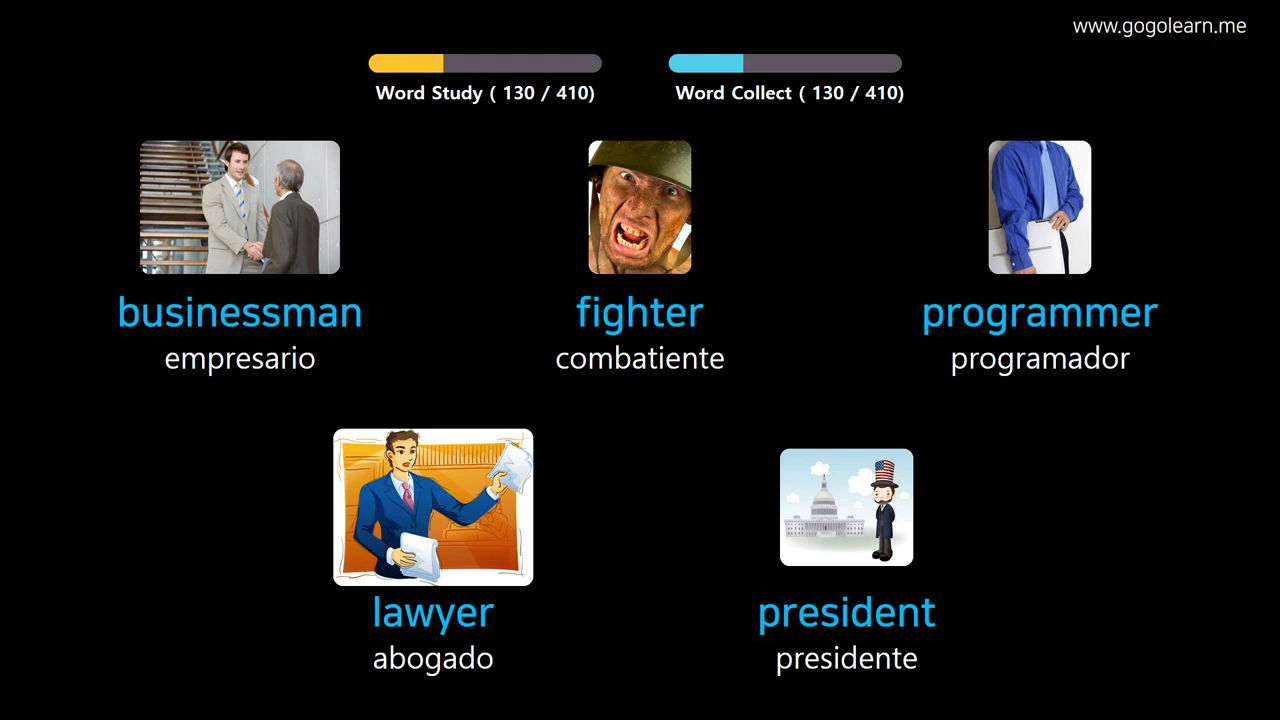 www.gogolearn.me
Word Study ( 130 / 410)
Word Collect ( 130 / 410)
businessman
empresario
fighter
combatiente
programmer
programador
lawyer
abogado
president
presidente